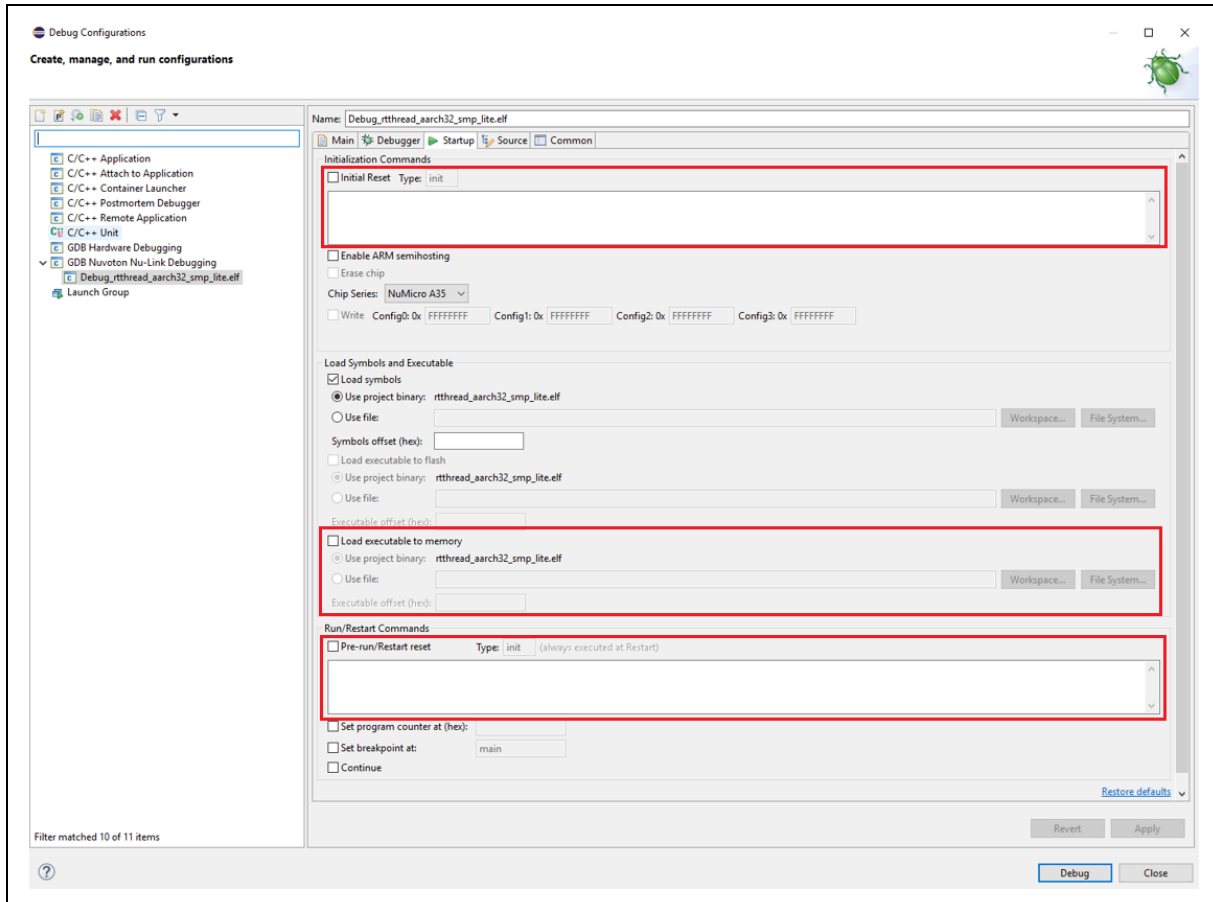 Debug Configurations
Create, manage, and run configurations
C/C++ Application
C/C++ Attach to Application
C/C++ Container Launcher
C/C++ Postmortem Debugger
C/C++ Remote Application
C/C++ Unit
GDB Hardware Debugging
GDB Nuvoton Nu-Link Debugging
Debug_rtthread_aarch32_smp_lite.elf
Launch Group
Filter matched 10 of 11 items
Name: Debug_rtthread_aarch32_smp_lite.elf
Main Debugger Startup Source Common
Initialization Commands
Initial Reset Type: init
Enable ARM semihosting
Erase chip
Chip Series: NuMicro A35
Write Config0: 0x FFFFFFFF Config1: 0x FFFFFFFF Config2: 0x FFFFFFFF Config3: 0x FFFFFFFF
Load Symbols and Executable
Load symbols
Use project binary: rtthread_aarch32_smp_lite.elf
Use file: Workspace... File System...
Symbols offset (hex):
Load executable to flash
Use project binary: rtthread_aarch32_smp_lite.elf
Use file: Workspace... File System...
Executable offset (hex):
Load executable to memory
Use project binary: rtthread_aarch32_smp_lite.elf
Use file: Workspace... File System...
Executable offset (hex):
Run/Restart Commands
Pre-run/Restart reset Type: init (always executed at Restart)
Set program counter at (hex):
Set breakpoint at: main
Continue
Restore defaults
Revert Apply
Debug Close